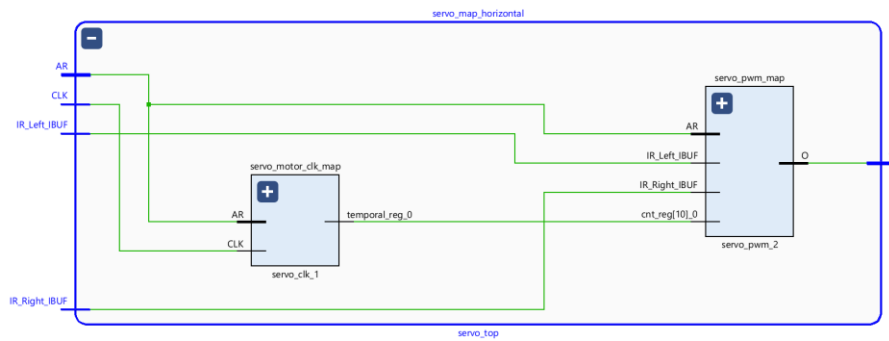 servo_map_horizontal
AR
CLK
IR_Left_IBUF
servo_pwm_map
AR
IR_Left_IBUF
O
IR_Right_IBUF
cnt_reg[10]_0
servo_pwm_2
servo_motor_clk_map
AR
temporal_reg_0
CLK
servo_clk_1
IR_Right_IBUF
servo_top